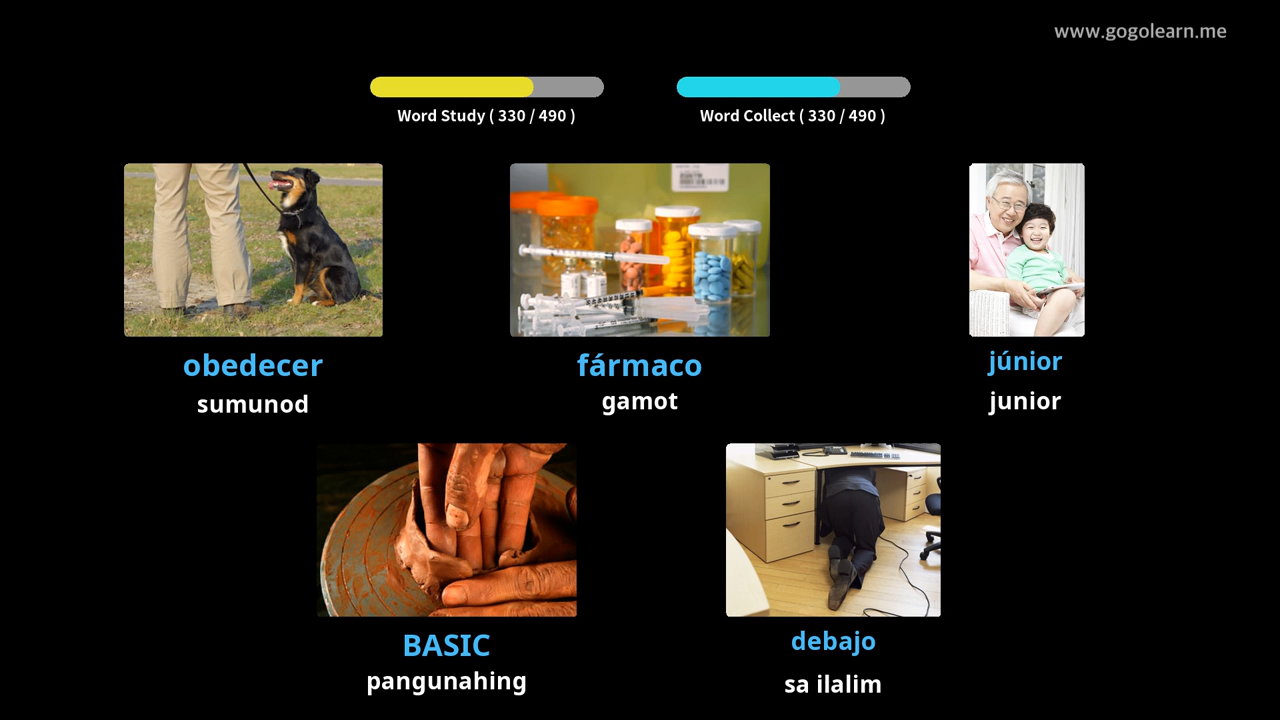 www.gogolearn.me
Word Study ( 330 / 490 )
Word Collect ( 330 / 490 )
obedecer
sumunod
fármaco
gamot
júnior
junior
BASIC
pangunahing
debajo
sa ilalim